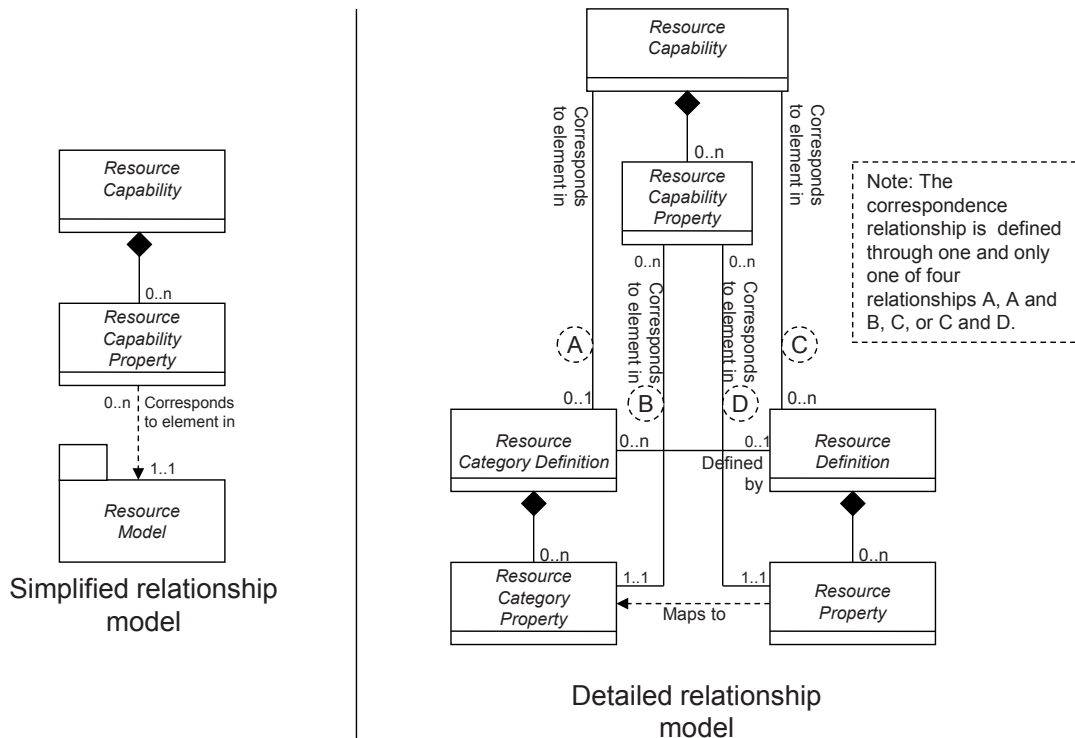 Resource
Capability
0..n
Resource
Capability
Property
0..n
Corresponds
to element in
1..1
Resource
Model
Simplified relationship
model
Resource
Capability
Corresponds
to element in
Corresponds
to element in
0..n
Resource
Capability
Property
0..n
0..n
Corresponds
to element in
Corresponds
to element in
A
C
B
D
0..1
0..n
Resource
Category Definition
0..n
0..1
Defined
by
Resource
Definition
0..n
0..n
Resource
Category
Property
1..1
1..1
Maps to
Resource
Property
Note: The
correspondence
relationship is defined
through one and only
one of four
relationships A, A and
B, C, or C and D.
Detailed relationship
model